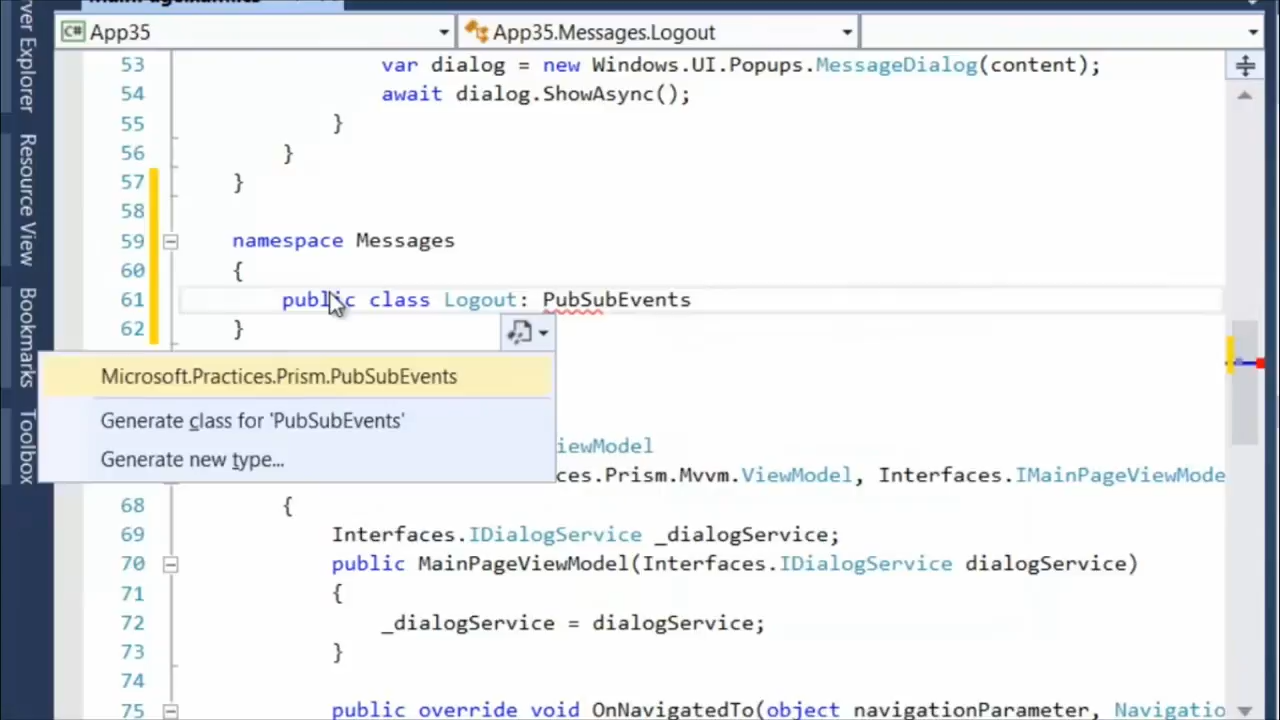 App35
App35.Messages.Logout
ver Explorer
Resource View
Bookmarks
Toolbox
53 var dialog = new Windows.UI.Popups.MessageDialog(content);
54 await dialog.ShowAsync();
55 }
56 }
57 }
58
59 namespace Messages
60 {
61 public class Logout: PubSubEvents
62 }
Microsoft.Practices.Prism.PubSubEvents
Generate class for 'PubSubEvents'
Generate new type...
iewModel
ces.Prism.Mvvm.ViewModel, Interfaces.IMainPageViewMode
68 {
69 Interfaces.IDialogService _dialogService;
70 public MainPageViewModel(Interfaces.IDialogService dialogService)
71 {
72 _dialogService = dialogService;
73 }
74
75 public override void OnNavigatedTo(object navigationParameter, Navigatio